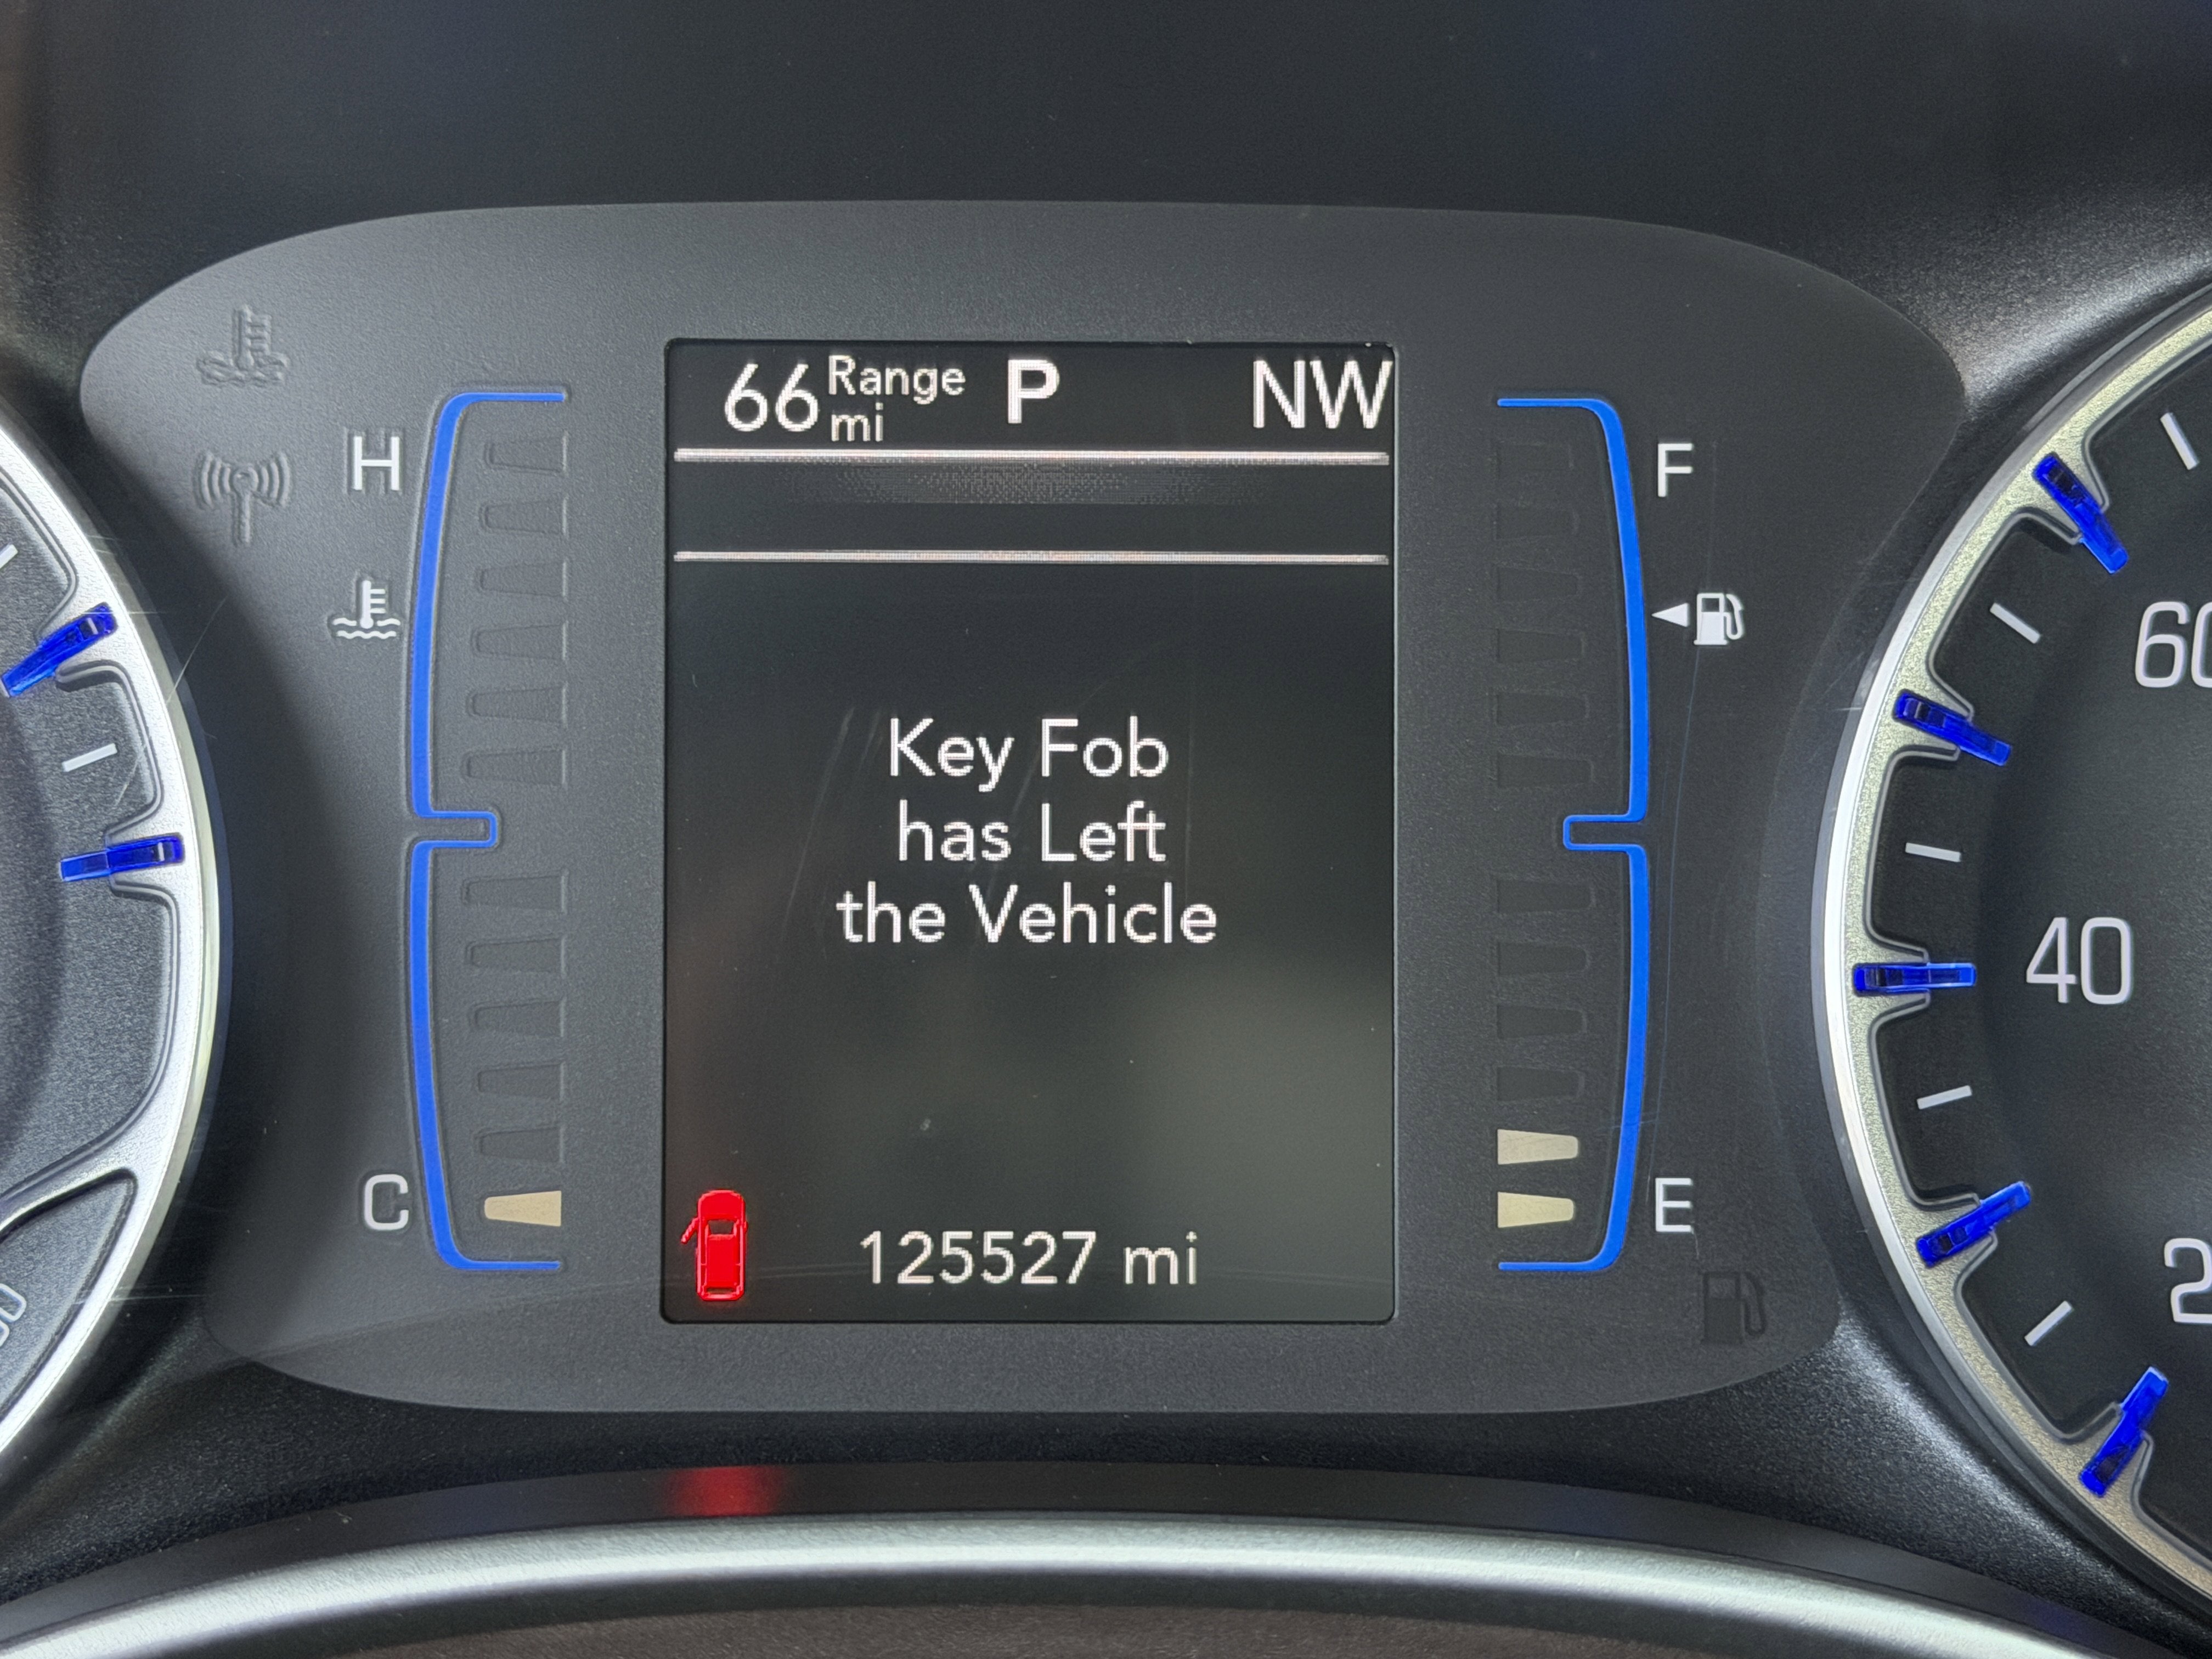 66 Range mi P NW
H
F
Key Fob
has Left
the Vehicle
60
40
C
E
125527 mi